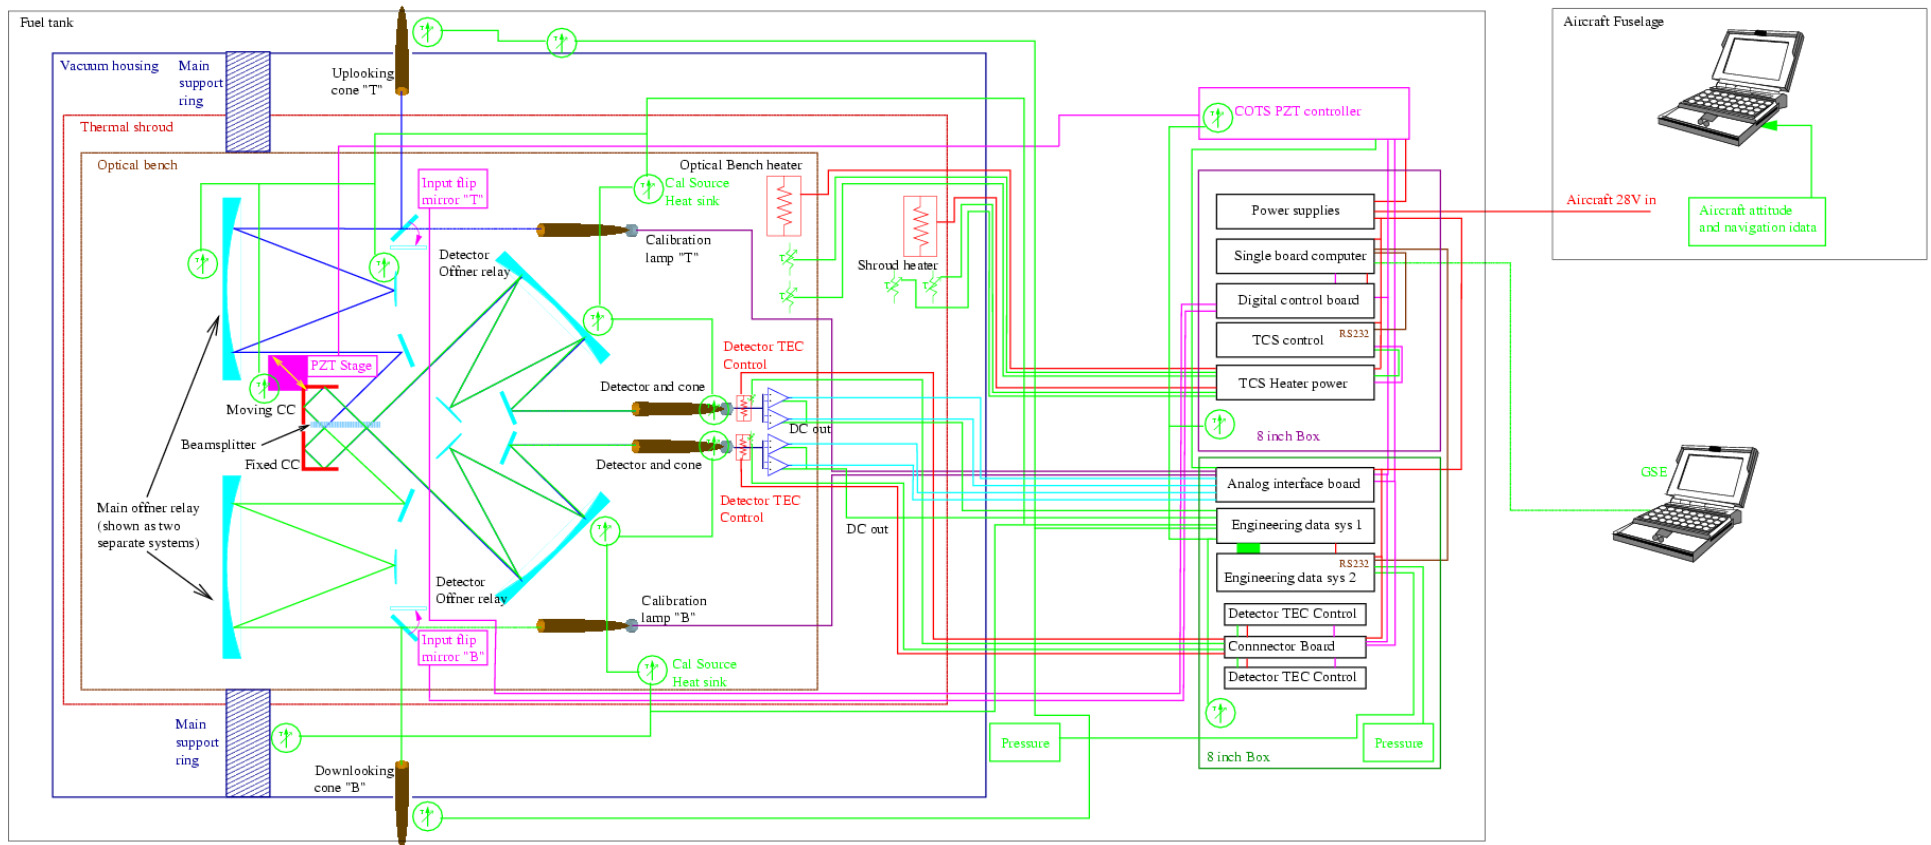 Fuel tank
Aircraft Fuselage
Vacuum housing
Main
support
ring
Uplooking
cone "T"
Thermal shroud
Optical bench
COTS PZT controller
Input flip
mirror "T"
Optical Bench heater
Cal Source
Heat sink
Aircraft 28V in
Aircraft attitude
and navigation idata
Power supplies
Calibration
lamp "T"
Detector
Offner relay
Shroud heater
Single board computer
Digital control board
RS232
TCS control
Detector TEC
Control
PZT Stage
TCS Heater power
Detector and cone
Moving CC
DC out
Beamsplitter
8 inch Box
Fixed CC
Detector and cone
GSE
Analog interface board
Detector TEC
Control
Main offner relay
(shown as two
separate systems)
DC out
Engineering data sys 1
RS232
Engineering data sys 2
Detector
Offner relay
Calibration
lamp "B"
Detector TEC Control
Input flip
mirror "B"
Connnector Board
Cal Source
Heat sink
Detector TEC Control
Main
support
ring
Pressure
Pressure
8 inch Box
Downlooking
cone "B"